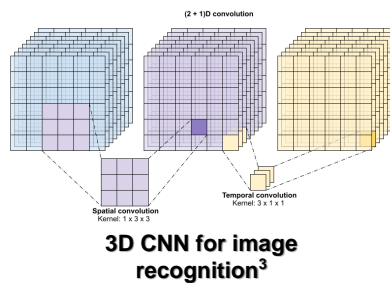 (2 + 1)D convolution
Spatial convolution
Kernel: 1 x 3 x 3
Temporal convolution
Kernel: 3 x 1 x 1
3D CNN for image
recognition³